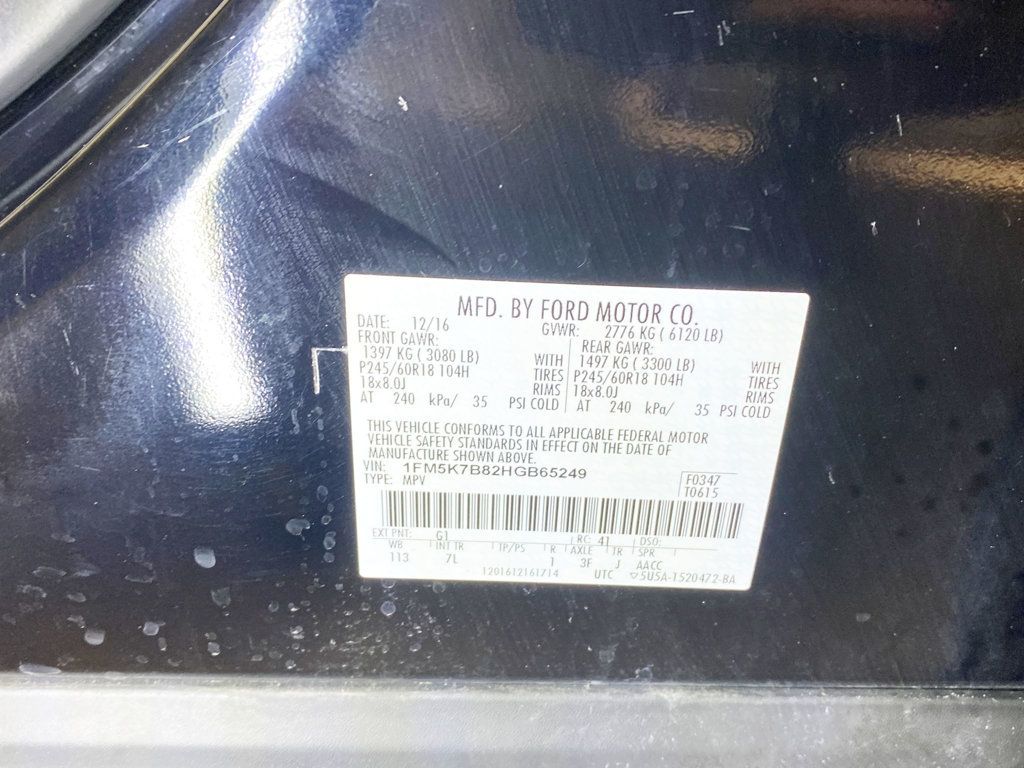 MFD. BY FORD MOTOR CO.
DATE: 12/16 GVWR: 2776 KG ( 6120 LB)
FRONT GAWR: REAR GAWR:
1397 KG ( 3080 LB) WITH 1497 KG ( 3300 LB) WITH
P245/60R18 104H TIRES P245/60R18 104H TIRES
18x8.0J RIMS 18x8.0J RIMS
AT 240 kPa/ 35 PSI COLD AT 240 kPa/ 35 PSI COLD
THIS VEHICLE CONFORMS TO ALL APPLICABLE FEDERAL MOTOR
VEHICLE SAFETY STANDARDS IN EFFECT ON THE DATE OF
MANUFACTURE SHOWN ABOVE.
VIN: 1FM5K7B82HGB65249 F0347
TYPE: MPV T0615
EXT PNT: G1 RC: 41 DSO:
WB INT TR TP/PS R AXLE TR SPR
113 7L 1 3F J AACC
1201612161714 UTC ▽5U5A-1520472-BA